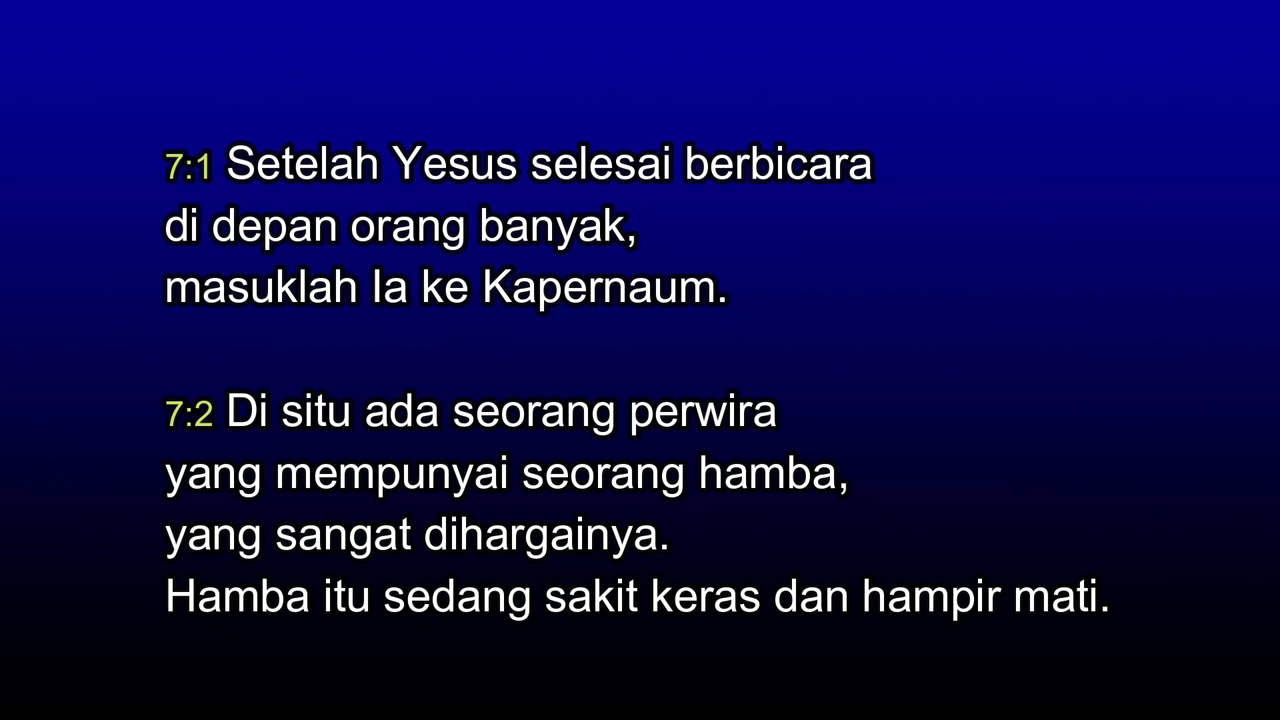 7:1 Setelah Yesus selesai berbicara
di depan orang banyak,
masuklah Ia ke Kapernaum.
7:2 Di situ ada seorang perwira
yang mempunyai seorang hamba,
yang sangat dihargainya.
Hamba itu sedang sakit keras dan hampir mati.